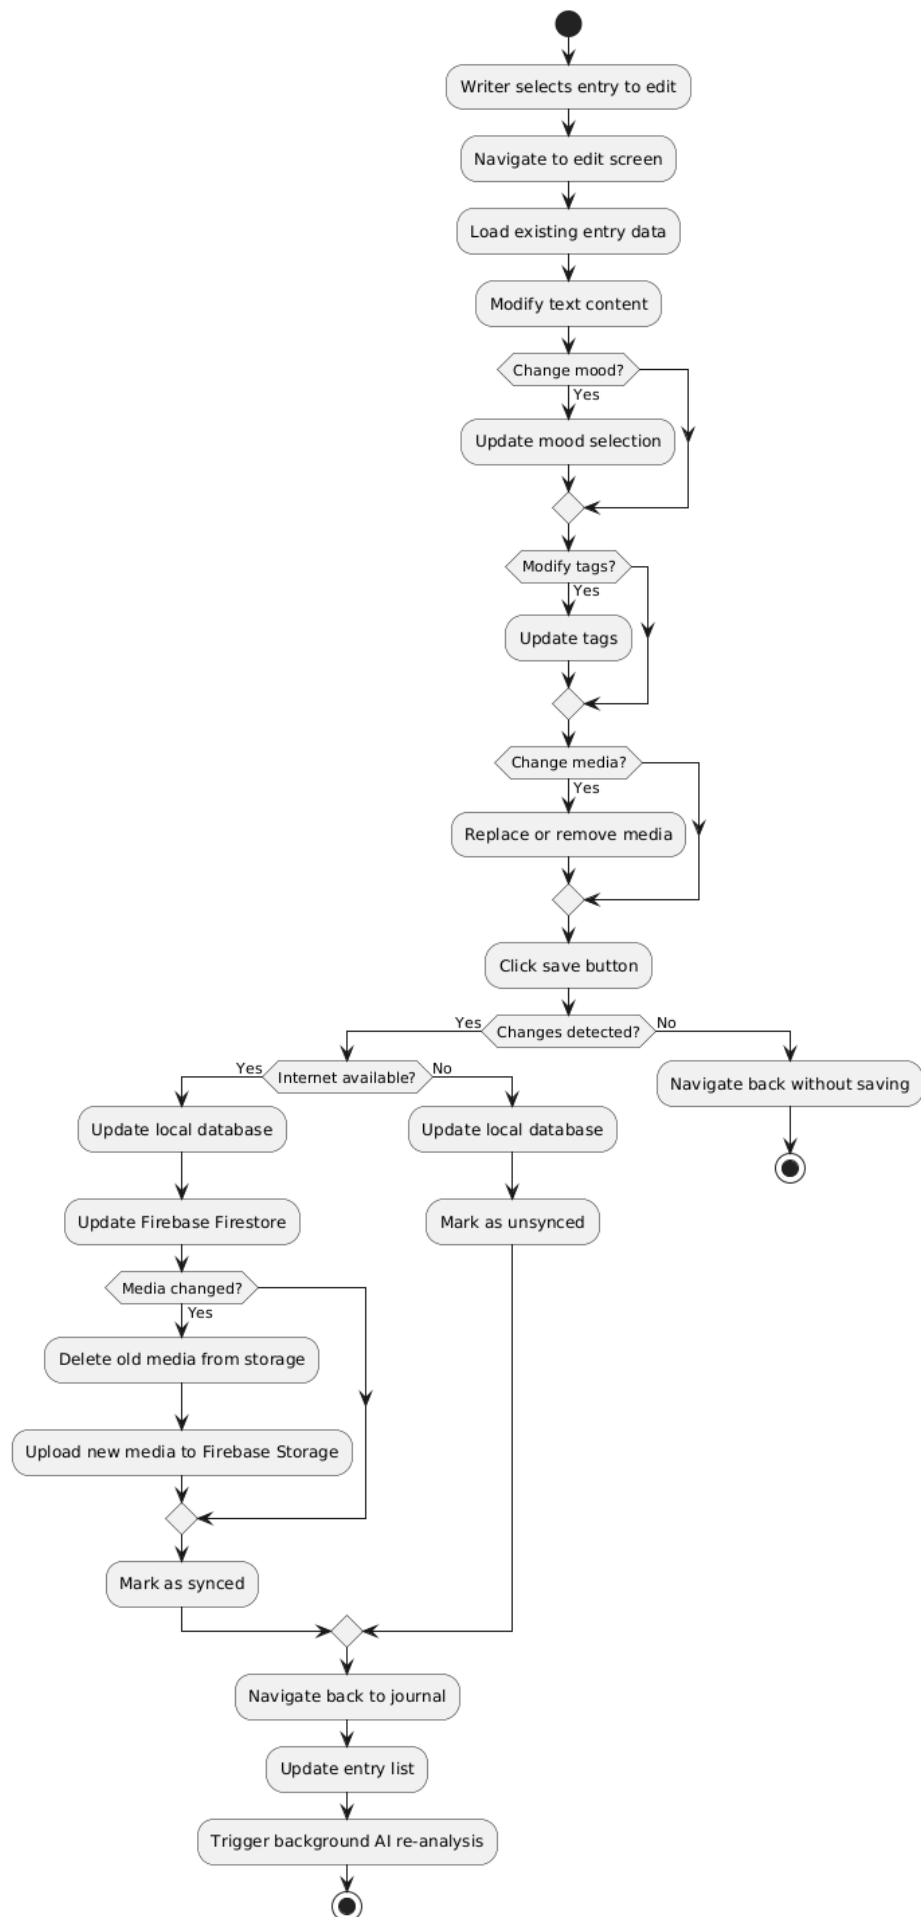 Writer selects entry to edit
Navigate to edit screen
Load existing entry data
Modify text content
Change mood?
Yes
Update mood selection
Modify tags?
Yes
Update tags
Change media?
Yes
Replace or remove media
Click save button
Yes
Changes detected?
No
Yes
Internet available?
No
Navigate back without saving
Update local database
Update local database
Update Firebase Firestore
Mark as unsynced
Media changed?
Yes
Delete old media from storage
Upload new media to Firebase Storage
Mark as synced
Navigate back to journal
Update entry list
Trigger background AI re-analysis